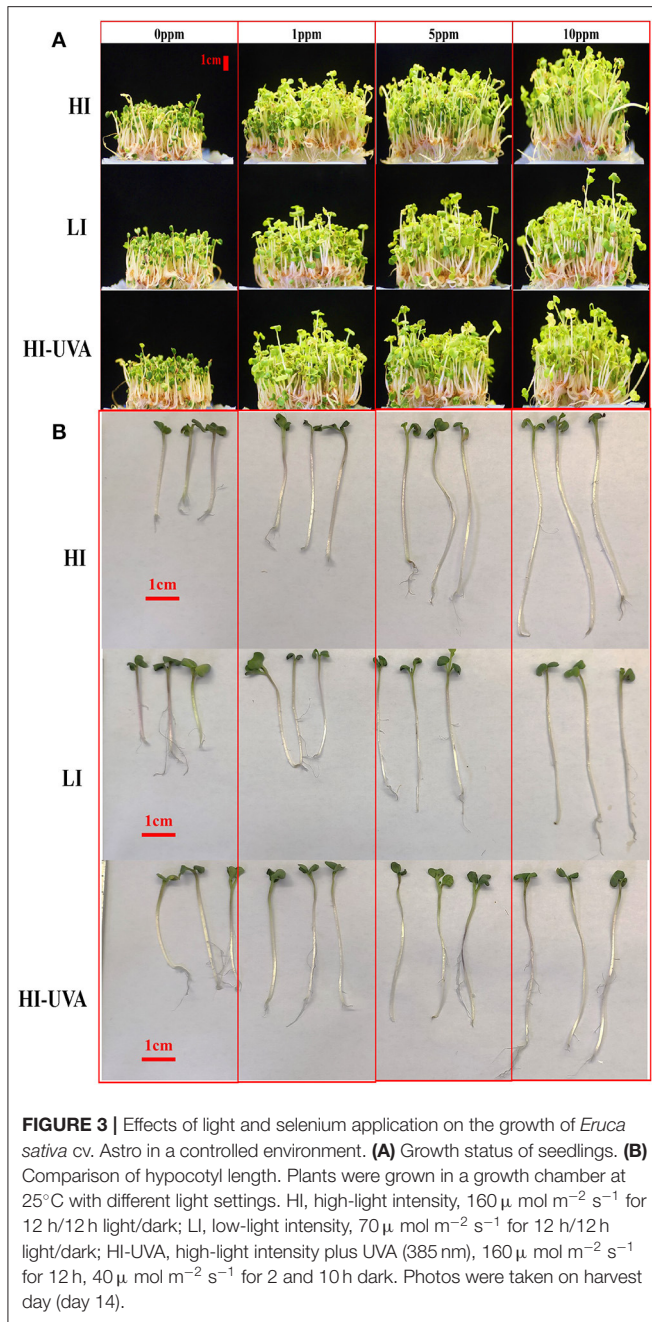 A
0ppm
1ppm
5ppm
10ppm
1cm
HI
LI
HI-UVA
B
HI
1cm
LI
1cm
HI-UVA
1cm
FIGURE 3 | Effects of light and selenium application on the growth of Eruca
sativa cv. Astro in a controlled environment. (A) Growth status of seedlings. (B)
Comparison of hypocotyl length. Plants were grown in a growth chamber at
25°C with different light settings. HI, high-light intensity, 160 μ mol m−2 s−1 for
12 h/12 h light/dark; LI, low-light intensity, 70 μ mol m−2 s−1 for 12 h/12 h
light/dark; HI-UVA, high-light intensity plus UVA (385 nm), 160 μ mol m−2 s−1
for 12 h, 40 μ mol m−2 s−1 for 2 and 10 h dark. Photos were taken on harvest
day (day 14).